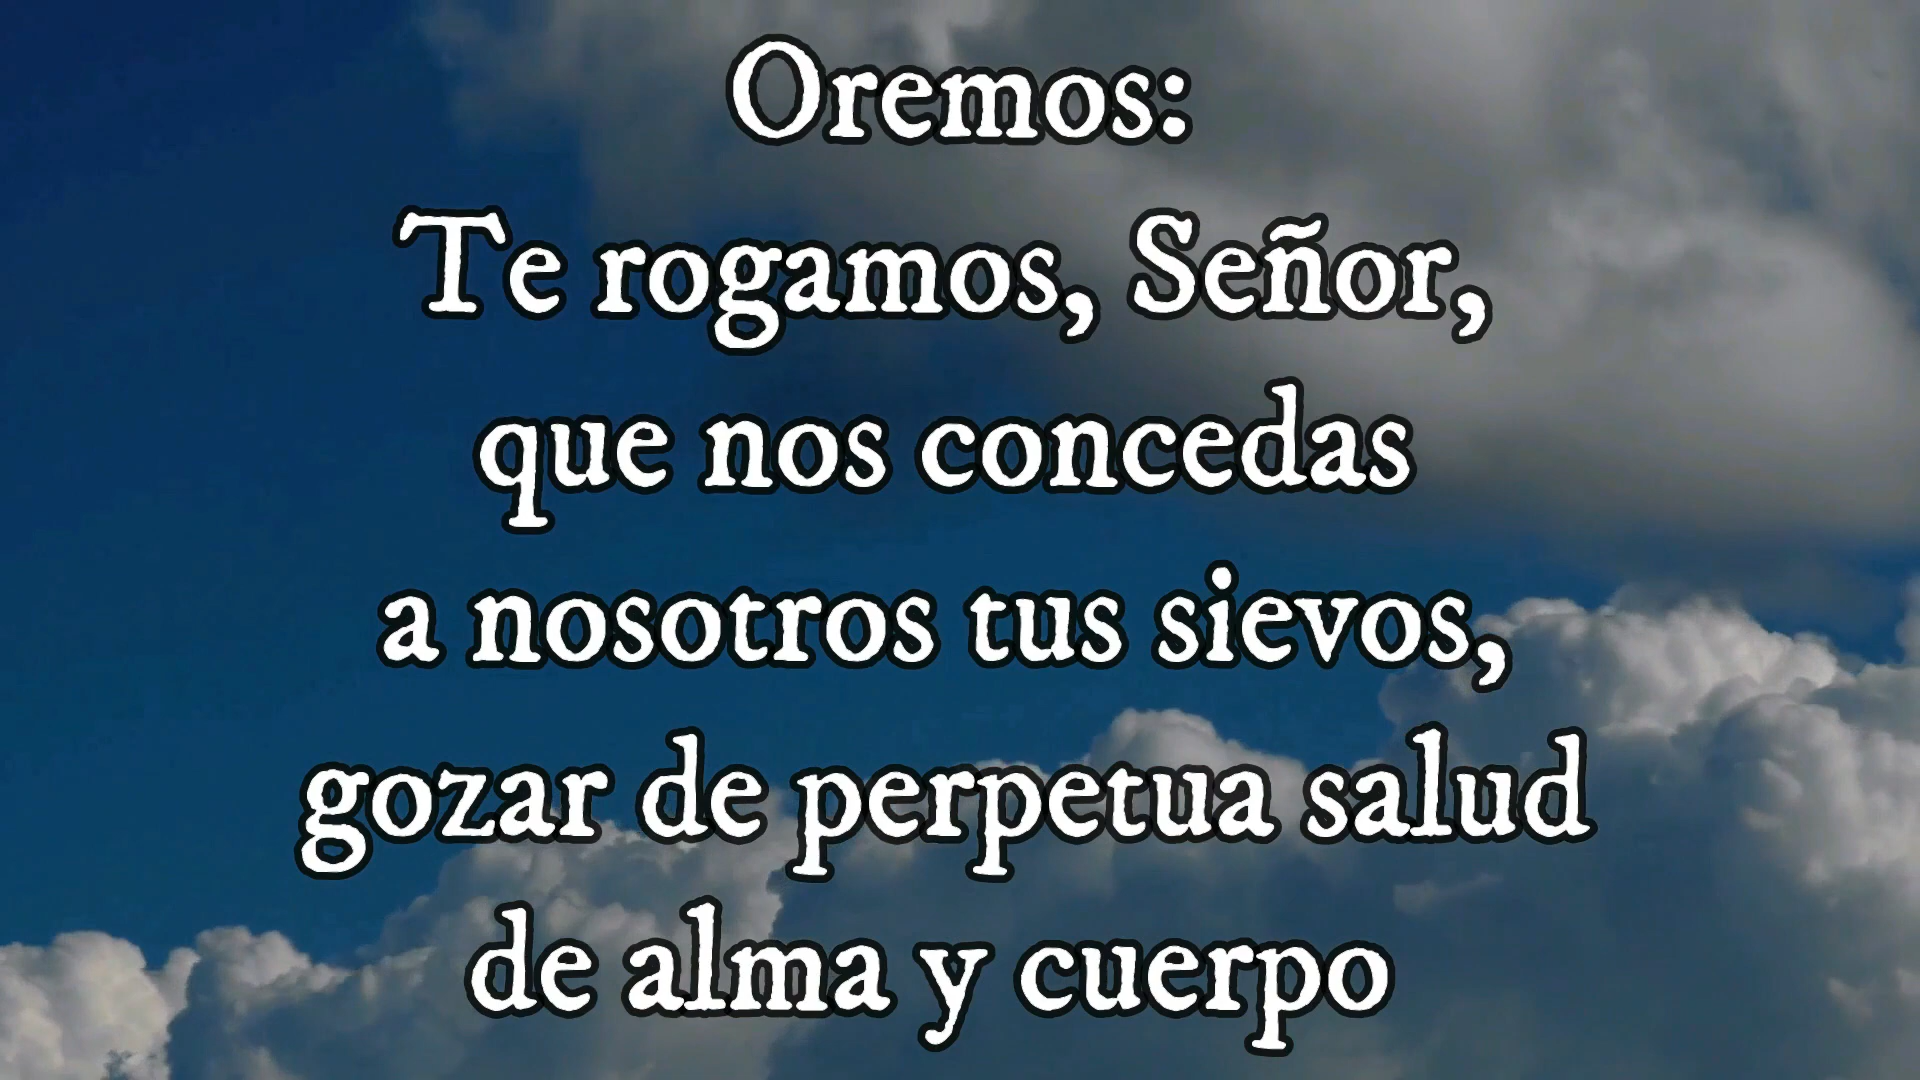 Oremos:
Te rogamos, Señor,
que nos concedas
a nosotros tus sievos,
gozar de perpetua salud
de alma y cuerpo